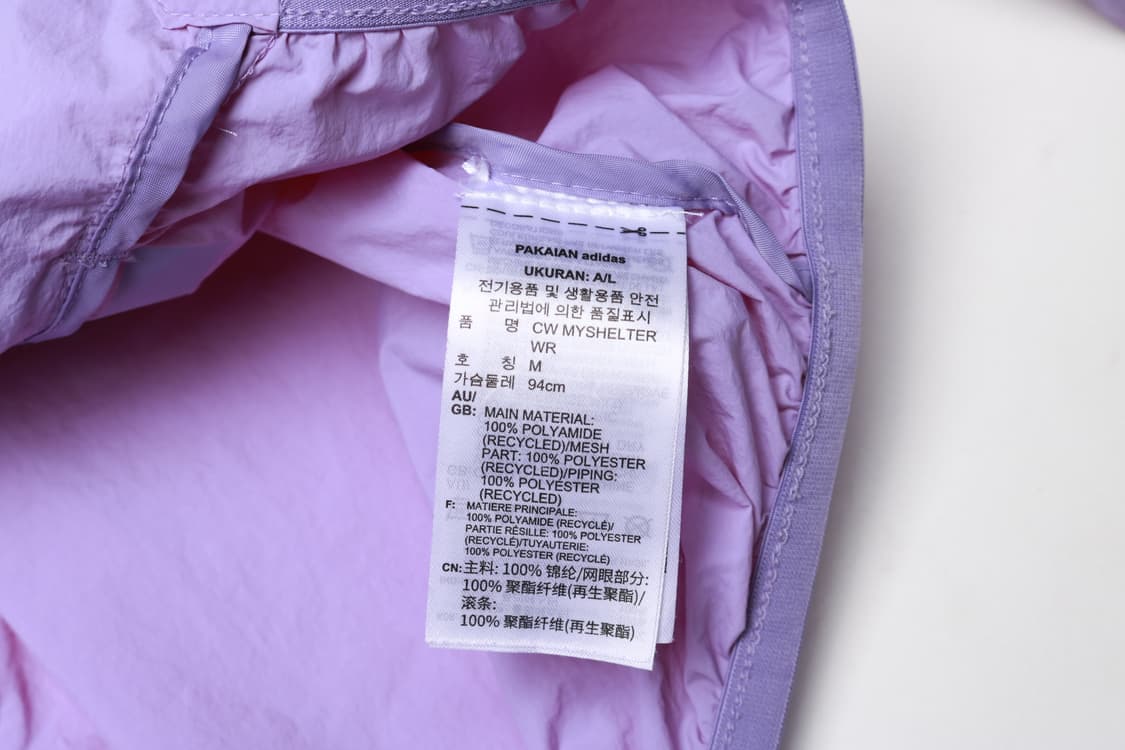 PAKAIAN adidas
UKURAN: A/L
전기용품 및 생활용품 안전
관리법에 의한 품질표시
품 명 CW MYSHELTER
WR
호 칭 M
가슴둘레 94cm
AU/
GB: MAIN MATERIAL:
100% POLYAMIDE
(RECYCLED)/MESH
PART: 100% POLYESTER
(RECYCLED)/PIPING:
100% POLYESTER
(RECYCLED)
F: MATIERE PRINCIPALE:
100% POLYAMIDE (RECYCLÉ)/
PARTIE RÉSILLE: 100% POLYESTER
(RECYCLÉ)/TUYAUTERIE:
100% POLYESTER (RECYCLÉ)
CN: 主料: 100% 锦纶/网眼部分:
100% 聚酯纤维(再生聚酯)/
滚条:
100% 聚酯纤维(再生聚酯)